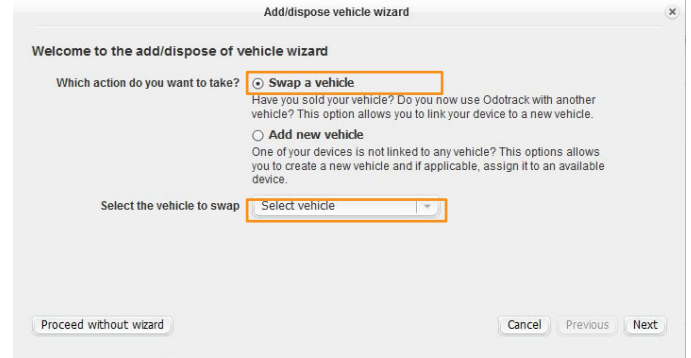 Add/dispose vehicle wizard
Welcome to the add/dispose of vehicle wizard
Which action do you want to take?
Swap a vehicle
Have you sold your vehicle? Do you now use Odotrack with another
vehicle? This option allows you to link your device to a new vehicle.
Add new vehicle
One of your devices is not linked to any vehicle? This options allows
you to create a new vehicle and if applicable, assign it to an available
device.
Select the vehicle to swap
Select vehicle
Proceed without wizard
Cancel
Previous
Next